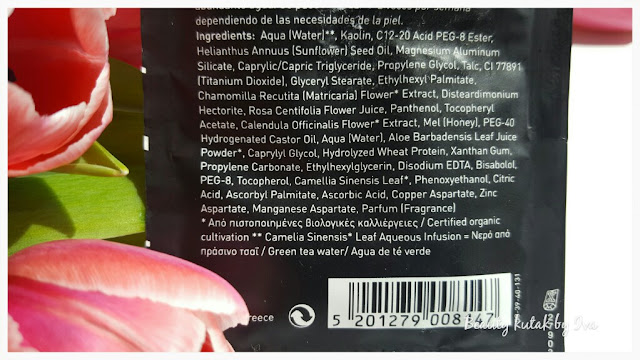 dependiendo de las necesidades de la piel.
Ingredients: Aqua (Water)**, Kaolin, C12-20 Acid PEG-8 Ester,
Helianthus Annuus (Sunflower) Seed Oil, Magnesium Aluminum
Silicate, Caprylic/Capric Triglyceride, Propylene Glycol, Talc, CI 77891
(Titanium Dioxide), Glyceryl Stearate, Ethylhexyl Palmitate,
Chamomilla Recutita (Matricaria) Flower* Extract, Disteardimonium
Hectorite, Rosa Centifolia Flower Juice, Panthenol, Tocopheryl
Acetate, Calendula Officinalis Flower* Extract, Mel (Honey), PEG-40
Hydrogenated Castor Oil, Aqua (Water), Aloe Barbadensis Leaf Juice
Powder*, Caprylyl Glycol, Hydrolyzed Wheat Protein, Xanthan Gum,
Propylene Carbonate, Ethylhexylglycerin, Disodium EDTA, Bisabolol,
PEG-8, Tocopherol, Camellia Sinensis Leaf*, Phenoxyethanol, Citric
Acid, Ascorbyl Palmitate, Ascorbic Acid, Copper Aspartate, Zinc
Aspartate, Manganese Aspartate, Parfum (Fragrance)
* Από πιστοποιημένες βιολογικές καλλιέργειες / Certified organic
cultivation ** Camelia Sinensis* Leaf Aqueous Infusion = Νερό από
πράσινο τσάϊ / Green tea water/ Agua de té verde
reece
5 201279 008
Beauty Kutak by Iva